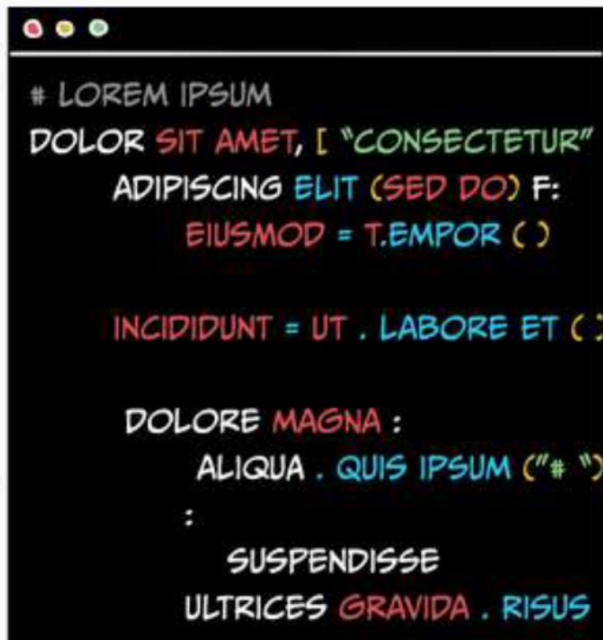 # LOREM IPSUM
DOLOR SIT AMET, [ "CONSECTETUR"
ADIPISCING ELIT (SED DO) F:
EIUSMOD = T.EMPOR ( )
INCIDIDUNT = UT . LABORE ET ( )
DOLORE MAGNA :
ALIQUA . QUIS IPSUM ("# ")
:
SUSPENDISSE
ULTRICES GRAVIDA . RISUS